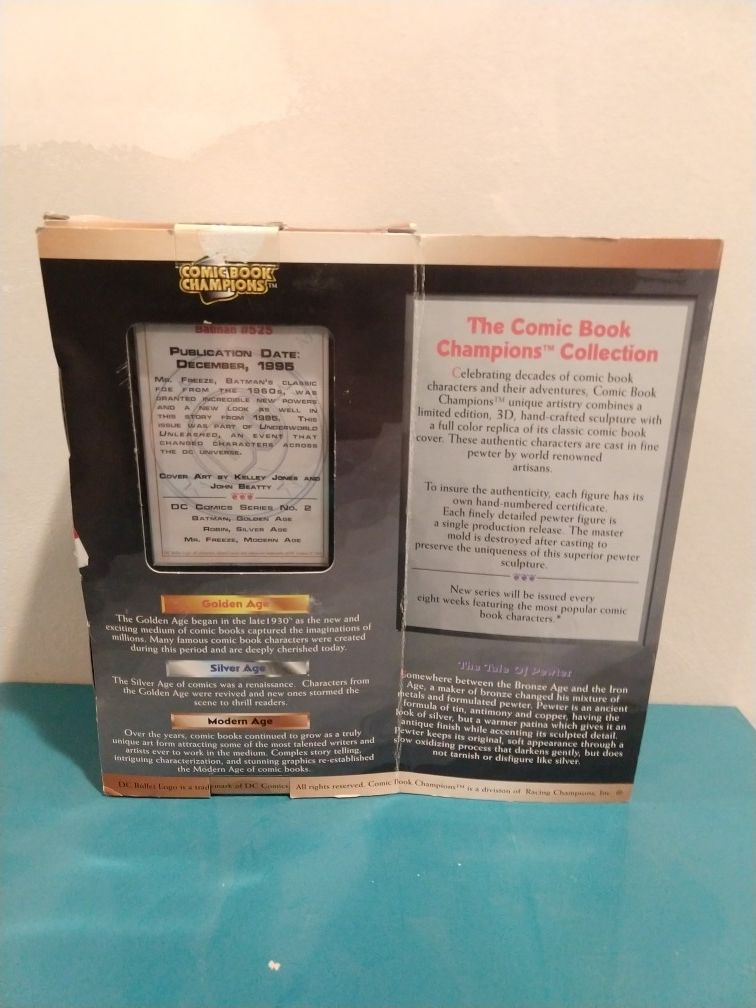 COMIC BOOK
CHAMPIONS™
Batman #525
Publication Date:
December, 1995
Mr. Freeze, Batman's classic
foe from the 1960s, was
granted incredible new powers
and a new look as well in
this story from 1995. This
issue was part of Underworld
Unleashed, an event that
changed characters across
the DC universe.
Cover Art by Kelley Jones and
John Beatty
DC Comics Series No. 2
Batman, Golden Age
Robin, Silver Age
Mr. Freeze, Modern Age
Golden Age
The Golden Age began in the late1930's as the new and
exciting medium of comic books captured the imaginations of
millions. Many famous comic book characters were created
during this period and are deeply cherished today.
Silver Age
The Silver Age of comics was a renaissance. Characters from
the Golden Age were revived and new ones stormed the
scene to thrill readers.
Modern Age
Over the years, comic books continued to grow as a truly
unique art form attracting some of the most talented writers and
artists ever to work in the medium. Complex story telling,
intriguing characterization, and stunning graphics re-established
the Modern Age of comic books.
The Comic Book
Champions™ Collection
Celebrating decades of comic book
characters and their adventures, Comic Book
Champions™ unique artistry combines a
limited edition, 3D, hand-crafted sculpture with
a full color replica of its classic comic book
cover. These authentic characters are cast in fine
pewter by world renowned
artisans.
To insure the authenticity, each figure has its
own hand-numbered certificate.
Each finely detailed pewter figure is
a single production release. The master
mold is destroyed after casting to
preserve the uniqueness of this superior pewter
sculpture.
New series will be issued every
eight weeks featuring the most popular comic
book characters.*
The Tale Of Pewter
Somewhere between the Bronze Age and the Iron
Age, a maker of bronze changed his mixture of
metals and formulated pewter. Pewter is an ancient
formula of tin, antimony and copper, having the
look of silver, but a warmer patina which gives it an
antique finish while accenting its sculpted detail.
Pewter keeps its original, soft appearance through a
slow oxidizing process that darkens gently, but does
not tarnish or disfigure like silver.
DC Bullet Logo is a trademark of DC Comics. All rights reserved. Comic Book Champions™ is a division of Racing Champions, Inc. ®